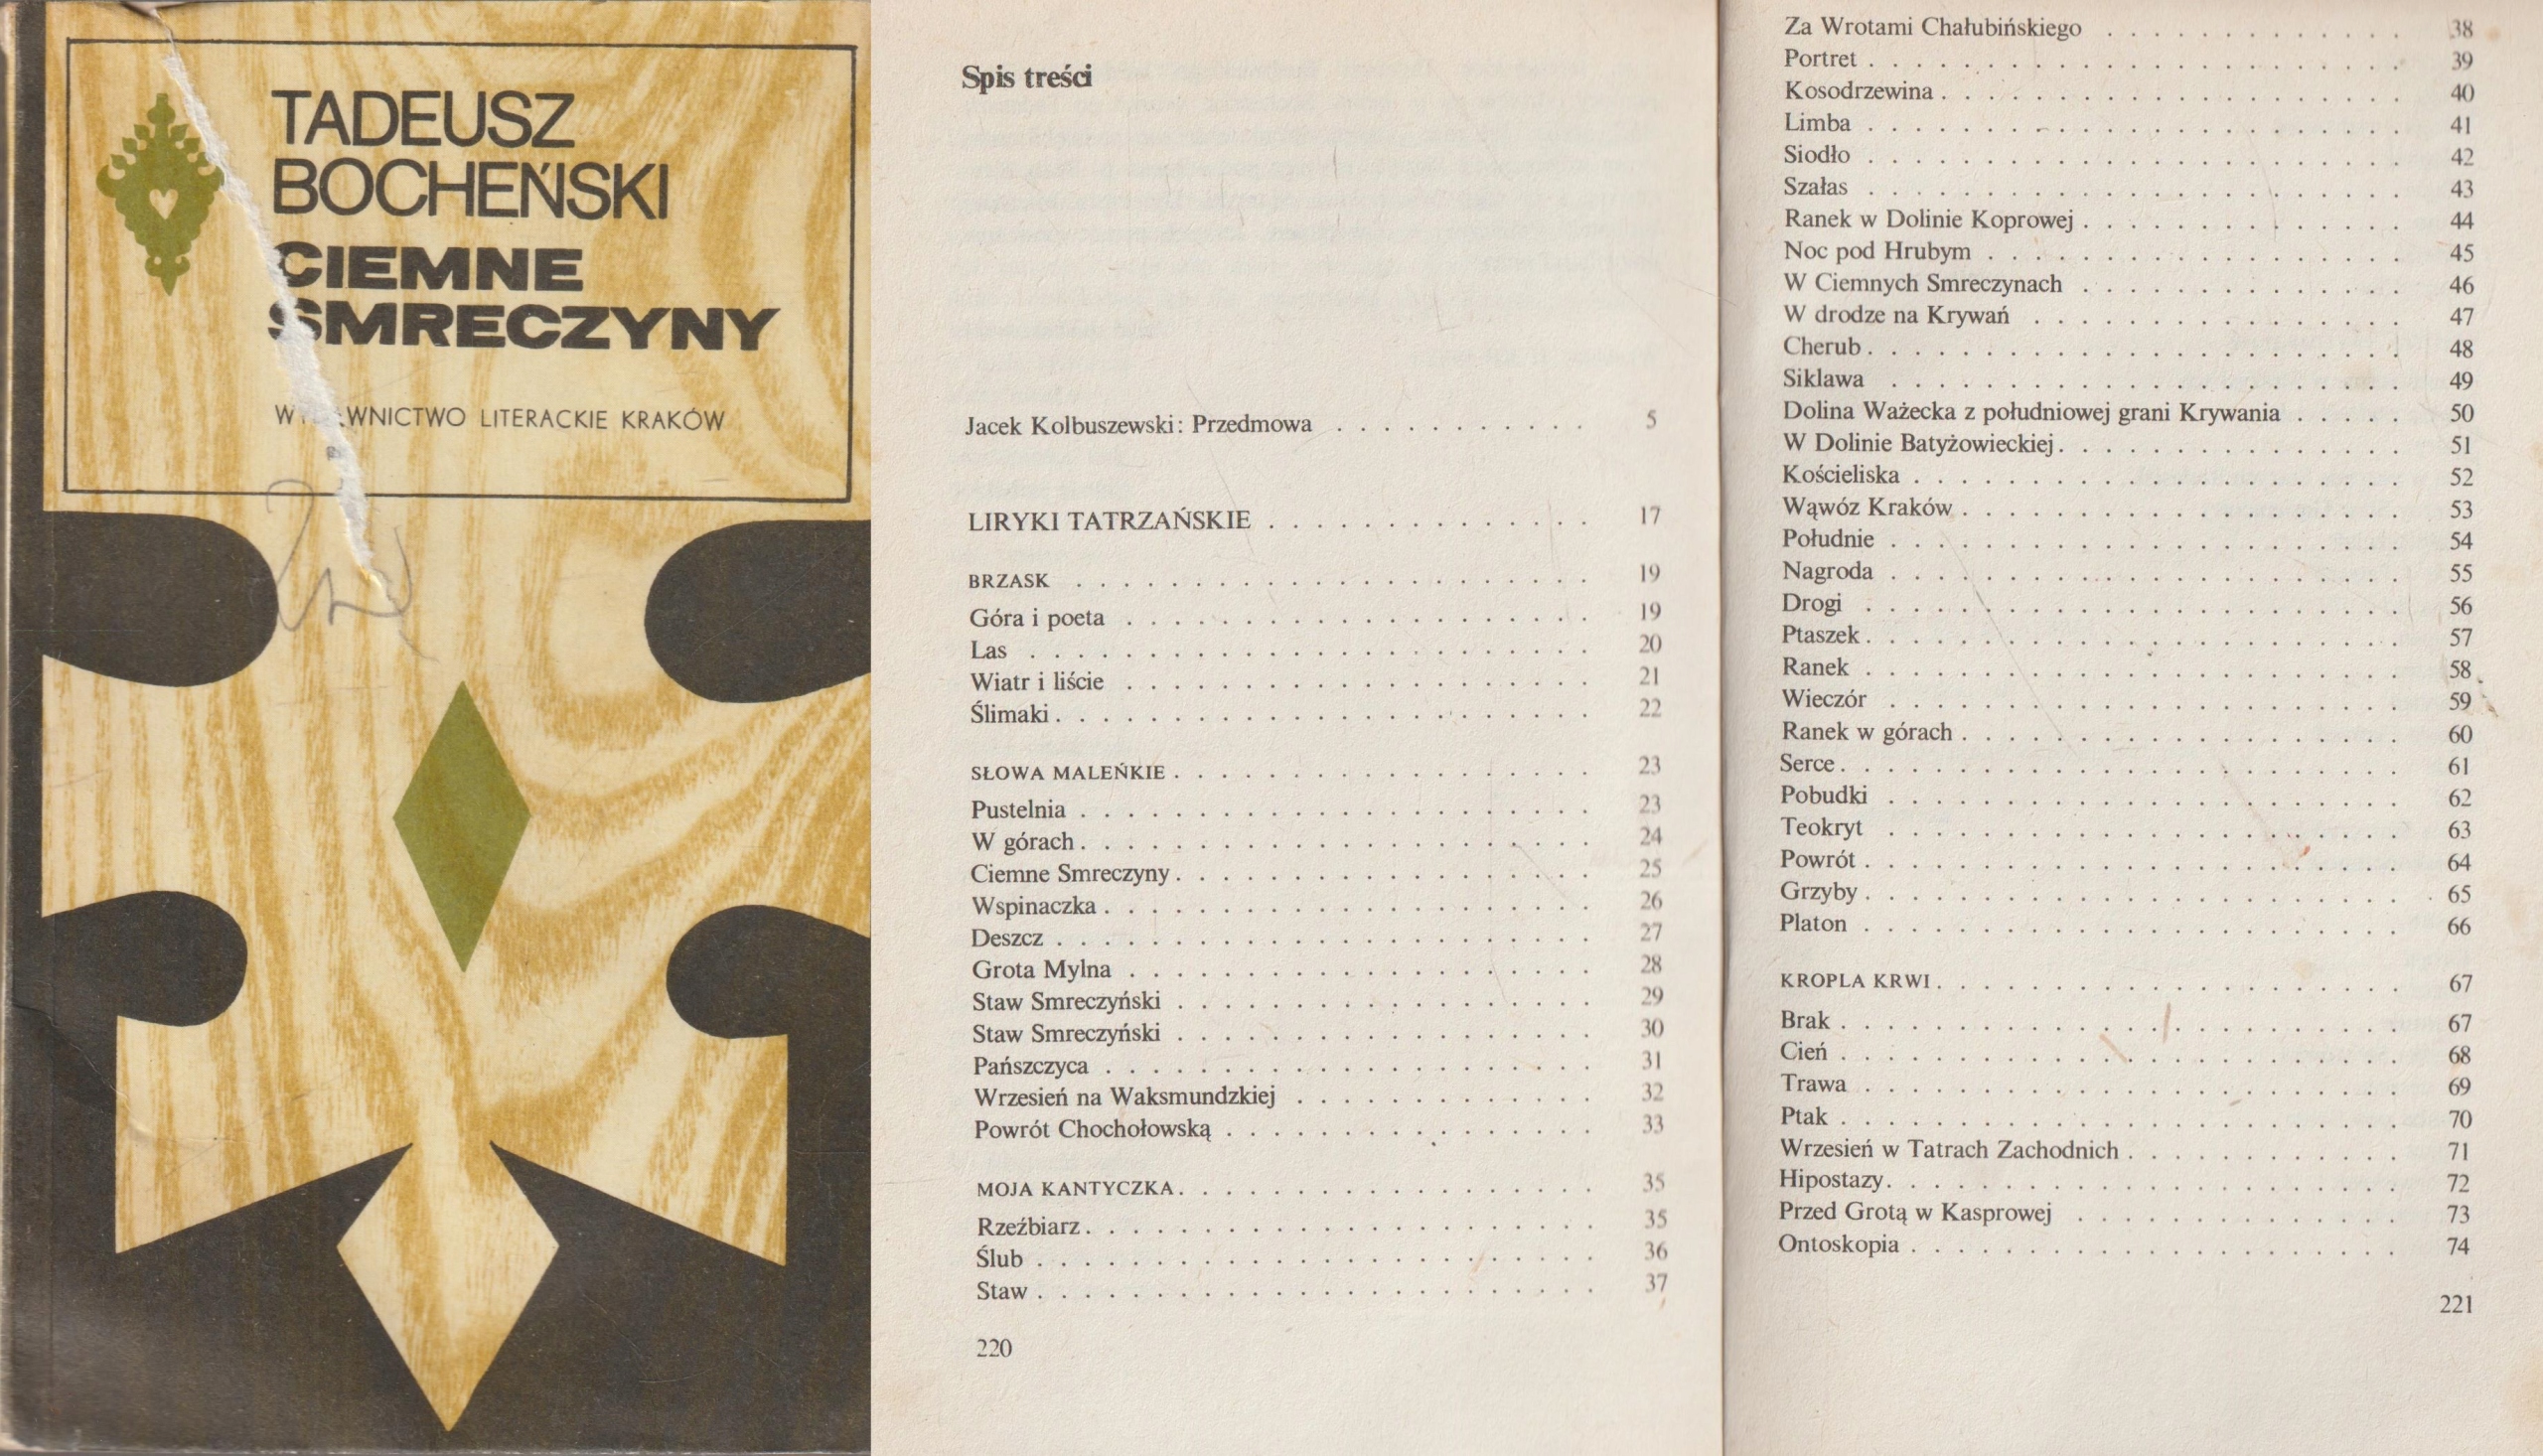 TADEUSZ
BOCHEŃSKI
CIEMNE
SMRECZYNY
WYDAWNICTWO LITERACKIE KRAKÓW
Spis treści
Jacek Kolbuszewski: Przedmowa . . . . . . . . . . . 5
LIRYKI TATRZAŃSKIE . . . . . . . . . . . . . . 17
BRZASK . . . . . . . . . . . . . . . . . . . . . . 19
Góra i poeta . . . . . . . . . . . . . . . . . . . . 19
Las . . . . . . . . . . . . . . . . . . . . . . . . 20
Wiatr i liście . . . . . . . . . . . . . . . . . . . . 21
Ślimaki . . . . . . . . . . . . . . . . . . . . . . . 22
SŁOWA MALEŃKIE . . . . . . . . . . . . . . . . . . 23
Pustelnia . . . . . . . . . . . . . . . . . . . . . . 23
W górach . . . . . . . . . . . . . . . . . . . . . . 24
Ciemne Smreczyny . . . . . . . . . . . . . . . . . . 25
Wspinaczka . . . . . . . . . . . . . . . . . . . . . 26
Deszcz . . . . . . . . . . . . . . . . . . . . . . . 27
Grota Mylna . . . . . . . . . . . . . . . . . . . . 28
Staw Smreczyński . . . . . . . . . . . . . . . . . . 29
Staw Smreczyński . . . . . . . . . . . . . . . . . . 30
Pańszczyca . . . . . . . . . . . . . . . . . . . . . 31
Wrzesień na Waksmundzkiej . . . . . . . . . . . . . 32
Powrót Chochołowską . . . . . . . . . . . . . . . . 33
MOJA KANTYCZKA . . . . . . . . . . . . . . . . . . 35
Rzeźbiarz . . . . . . . . . . . . . . . . . . . . . . 35
Ślub . . . . . . . . . . . . . . . . . . . . . . . . 36
Staw . . . . . . . . . . . . . . . . . . . . . . . . 37
220
Za Wrotami Chałubińskiego . . . . . . . . . . . . . 38
Portret . . . . . . . . . . . . . . . . . . . . . . . 39
Kosodrzewina . . . . . . . . . . . . . . . . . . . . 40
Limba . . . . . . . . . . . . . . . . . . . . . . . 41
Siodło . . . . . . . . . . . . . . . . . . . . . . . 42
Szałas . . . . . . . . . . . . . . . . . . . . . . . 43
Ranek w Dolinie Koprowej . . . . . . . . . . . . . . 44
Noc pod Hrubym . . . . . . . . . . . . . . . . . . 45
W Ciemnych Smreczynach . . . . . . . . . . . . . . 46
W drodze na Krywań . . . . . . . . . . . . . . . . 47
Cherub . . . . . . . . . . . . . . . . . . . . . . . 48
Siklawa . . . . . . . . . . . . . . . . . . . . . . 49
Dolina Ważecka z południowej grani Krywania . . . . . 50
W Dolinie Batyżowieckiej . . . . . . . . . . . . . . . 51
Kościeliska . . . . . . . . . . . . . . . . . . . . . 52
Wąwóz Kraków . . . . . . . . . . . . . . . . . . . 53
Południe . . . . . . . . . . . . . . . . . . . . . . 54
Nagroda . . . . . . . . . . . . . . . . . . . . . . 55
Drogi . . . . . . . . . . . . . . . . . . . . . . . 56
Ptaszek . . . . . . . . . . . . . . . . . . . . . . . 57
Ranek . . . . . . . . . . . . . . . . . . . . . . . 58
Wieczór . . . . . . . . . . . . . . . . . . . . . . 59
Ranek w górach . . . . . . . . . . . . . . . . . . . 60
Serce . . . . . . . . . . . . . . . . . . . . . . . . 61
Pobudki . . . . . . . . . . . . . . . . . . . . . . 62
Teokryt . . . . . . . . . . . . . . . . . . . . . . 63
Powrót . . . . . . . . . . . . . . . . . . . . . . . 64
Grzyby . . . . . . . . . . . . . . . . . . . . . . . 65
Platon . . . . . . . . . . . . . . . . . . . . . . . 66
KROPLA KRWI . . . . . . . . . . . . . . . . . . . . 67
Brak . . . . . . . . . . . . . . . . . . . . . . . . 67
Cień . . . . . . . . . . . . . . . . . . . . . . . . 68
Trawa . . . . . . . . . . . . . . . . . . . . . . . 69
Ptak . . . . . . . . . . . . . . . . . . . . . . . . 70
Wrzesień w Tatrach Zachodnich . . . . . . . . . . . . 71
Hipostazy . . . . . . . . . . . . . . . . . . . . . . 72
Przed Grotą w Kasprowej . . . . . . . . . . . . . . 73
Ontoskopia . . . . . . . . . . . . . . . . . . . . . 74
221